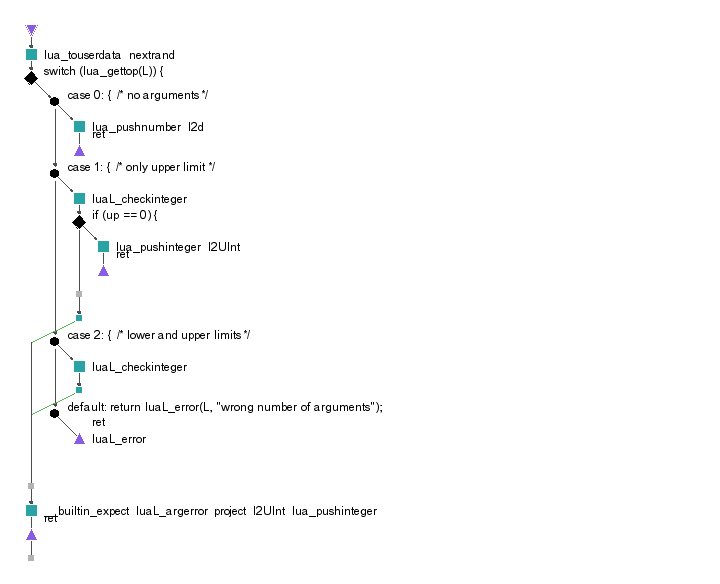 lua_touserdata nextrand
switch (lua_gettop(L)) {
case 0: { /* no arguments */
lua_pushnumber I2d
ret
case 1: { /* only upper limit */
luaL_checkinteger
if (up == 0) {
lua_pushinteger I2UInt
ret
case 2: { /* lower and upper limits */
luaL_checkinteger
default: return luaL_error(L, "wrong number of arguments");
ret
luaL_error
__builtin_expect luaL_argerror project I2UInt lua_pushinteger
ret